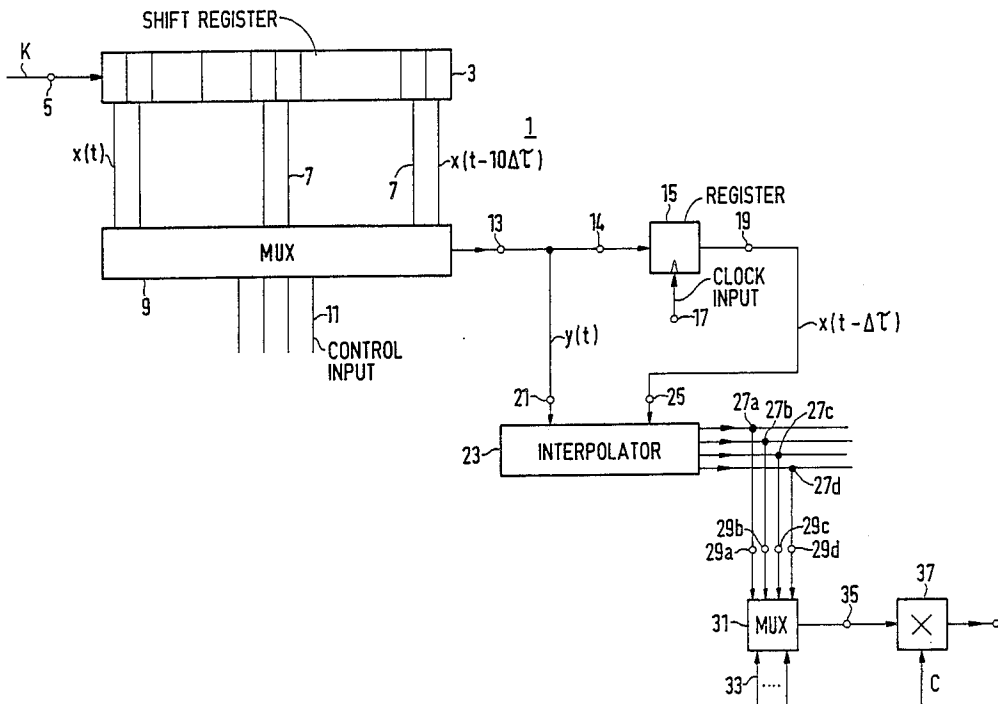 SHIFT REGISTER
K
5
3
1
x(t)
7
7
x(t-10Δτ)
MUX
9
11
CONTROL
INPUT
13
14
15
REGISTER
19
CLOCK
INPUT
17
y(t)
x(t-Δτ)
21
25
27a
27b
27c
23
INTERPOLATOR
27d
29b
29c
29a
29d
35
37
31
MUX
×
33
....
C